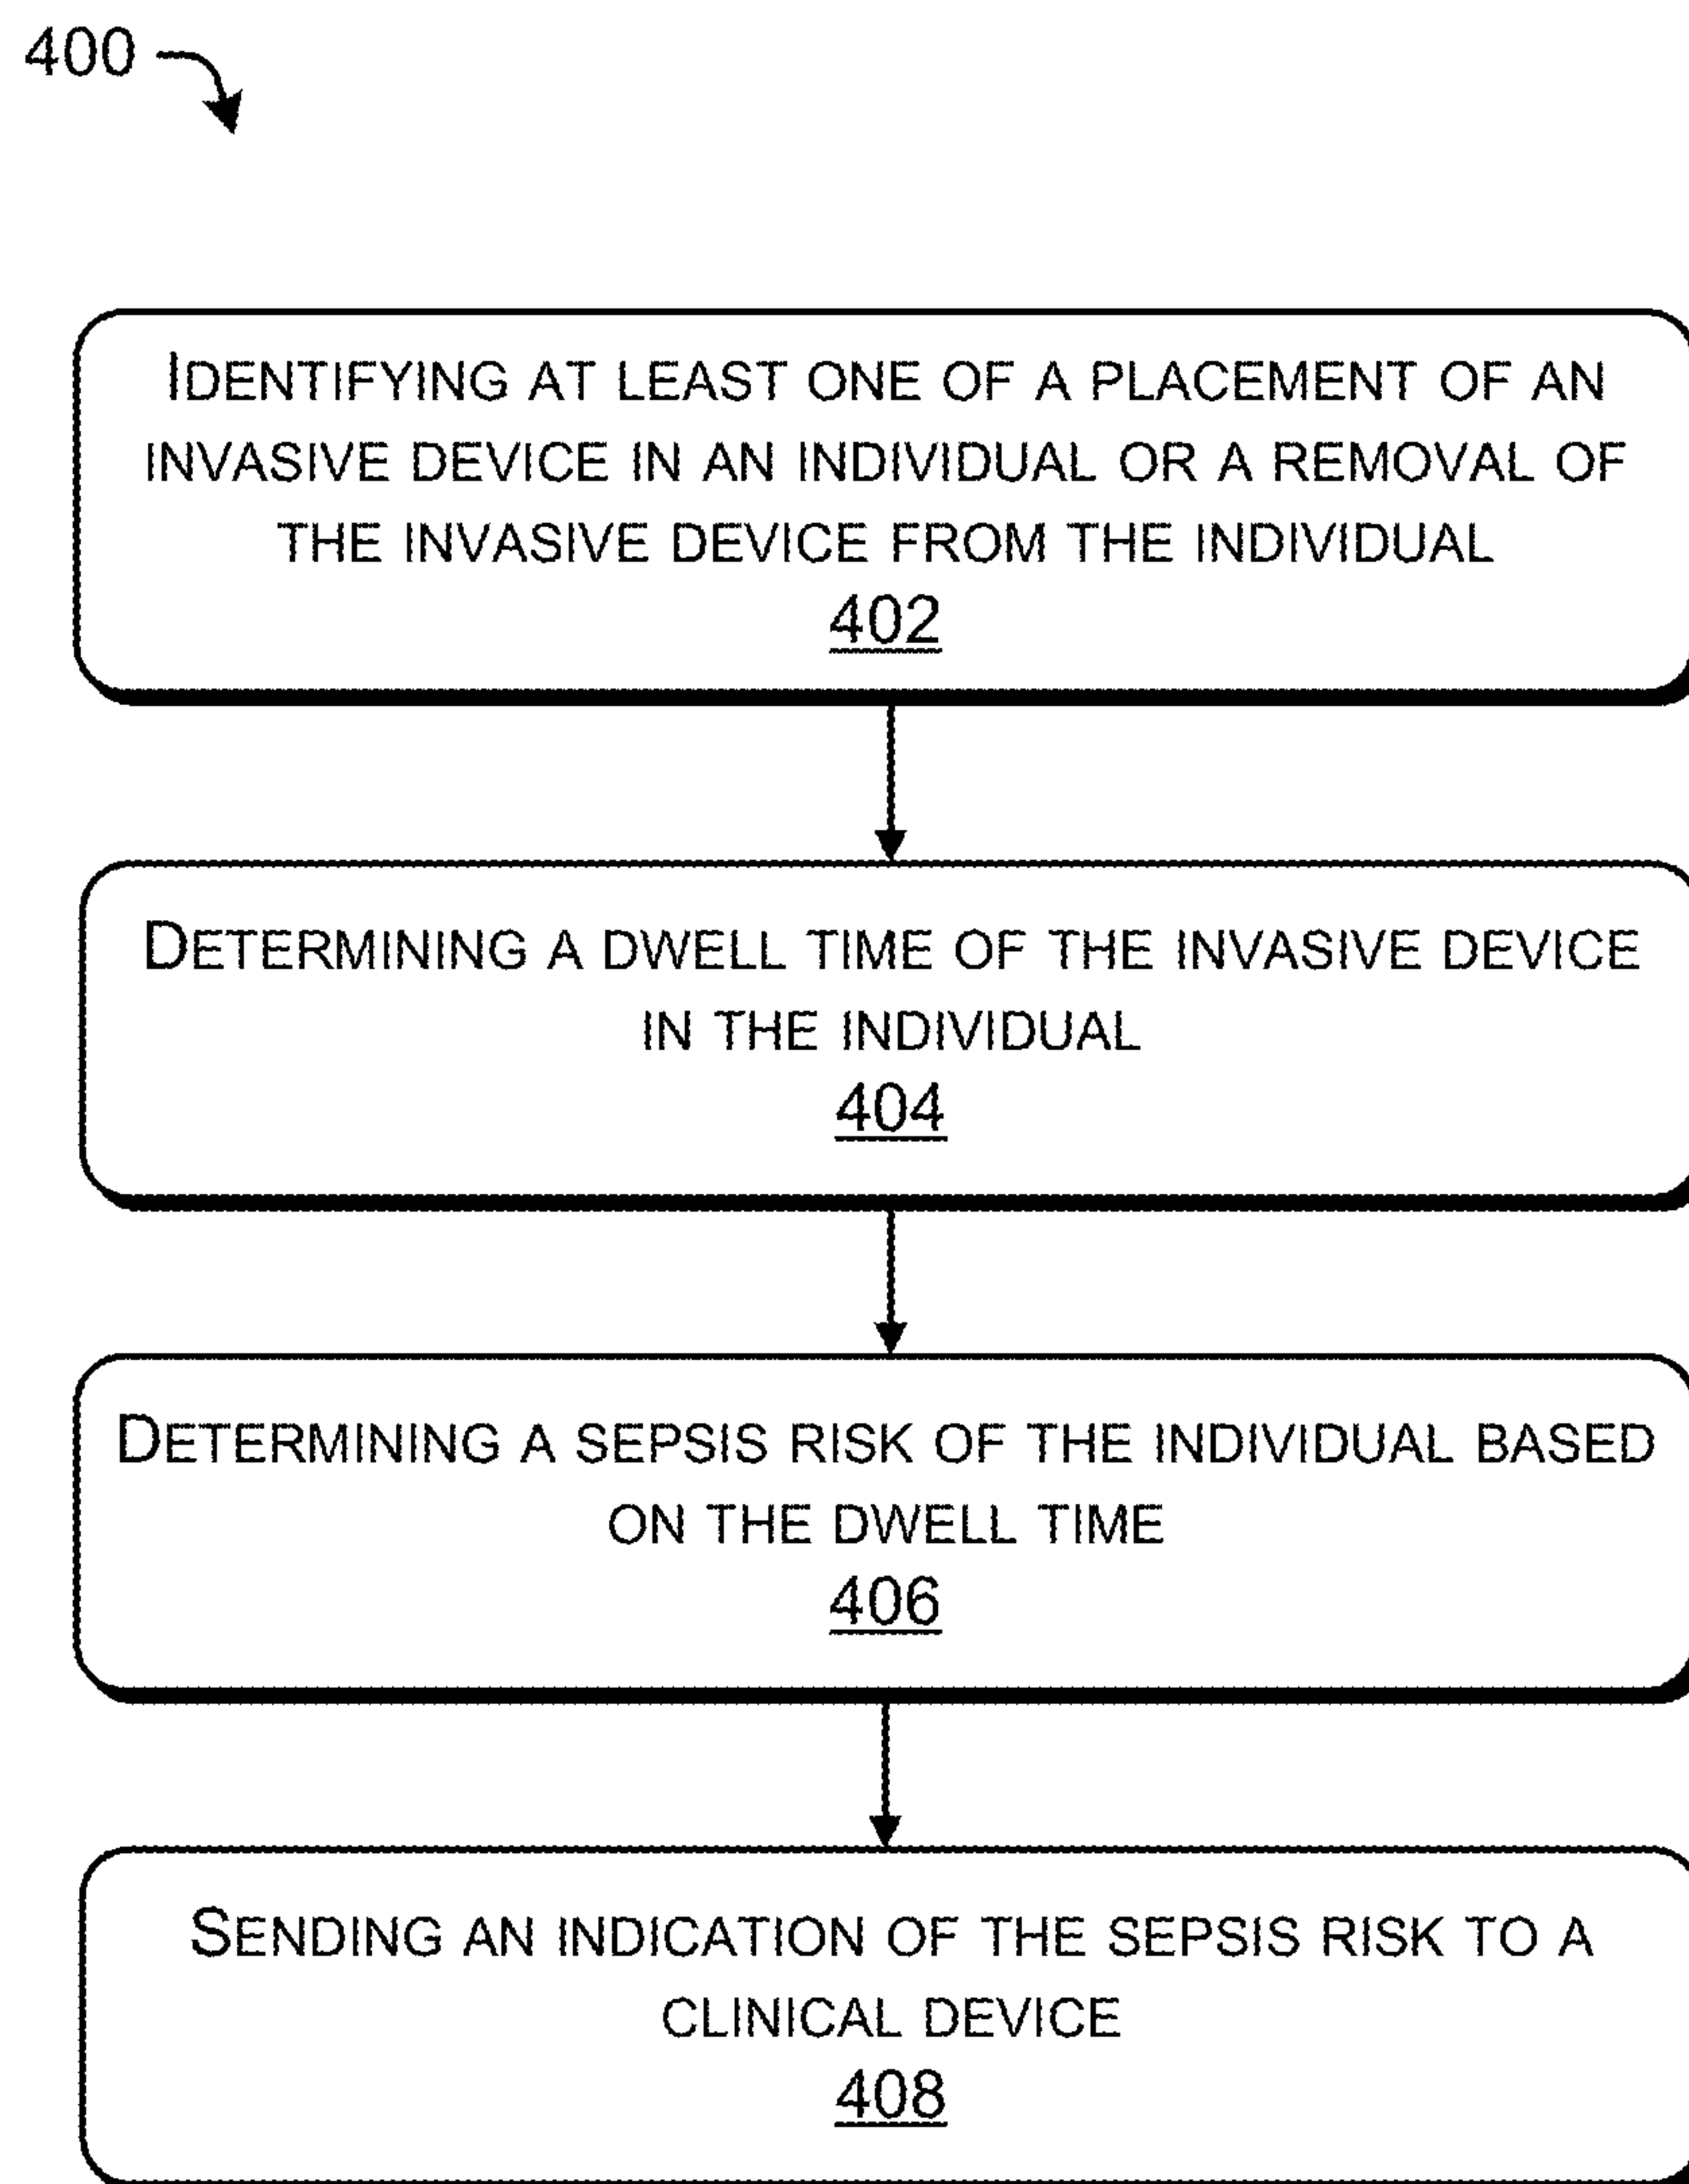 400
IDENTIFYING AT LEAST ONE OF A PLACEMENT OF AN
INVASIVE DEVICE IN AN INDIVIDUAL OR A REMOVAL OF
THE INVASIVE DEVICE FROM THE INDIVIDUAL
402
DETERMINING A DWELL TIME OF THE INVASIVE DEVICE
IN THE INDIVIDUAL
404
DETERMINING A SEPSIS RISK OF THE INDIVIDUAL BASED
ON THE DWELL TIME
406
SENDING AN INDICATION OF THE SEPSIS RISK TO A
CLINICAL DEVICE
408